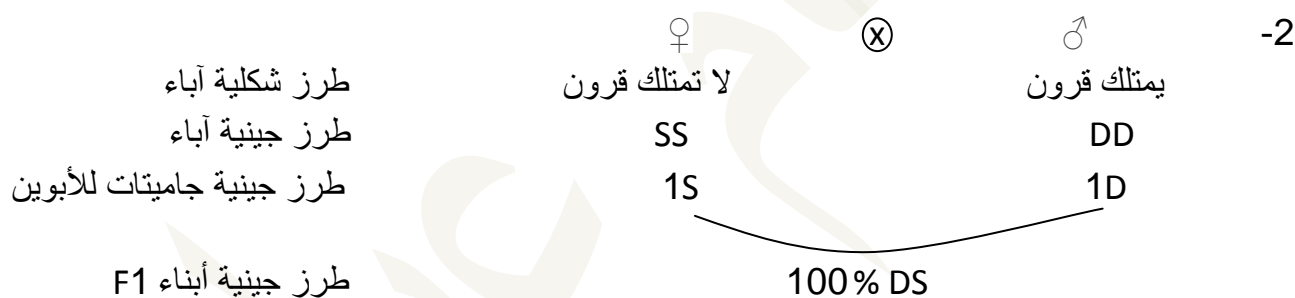 -2 ♂ ⓧ ♀
يمتلك قرون لا تمتلك قرون طرز شكلية آباء
DD SS طرز جينية آباء
1D 1S طرز جينية جاميتات للأبوين
100% DS طرز جينية أبناء F1